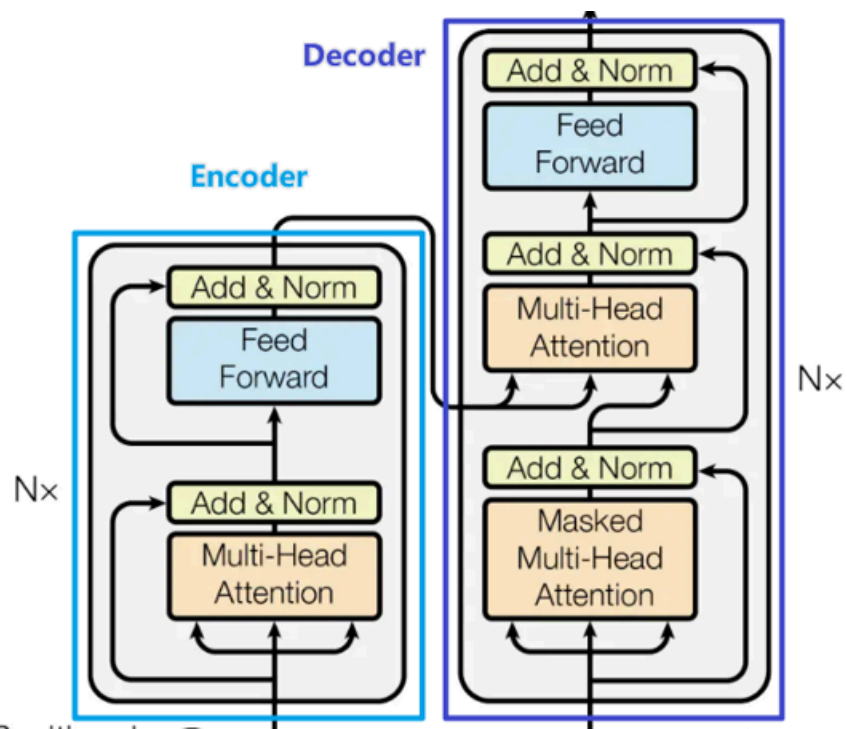 Decoder
Add & Norm
Feed
Forward
Add & Norm
Multi-Head
Attention
Nx
Add & Norm
Masked
Multi-Head
Attention
Encoder
Add & Norm
Feed
Forward
Nx
Add & Norm
Multi-Head
Attention